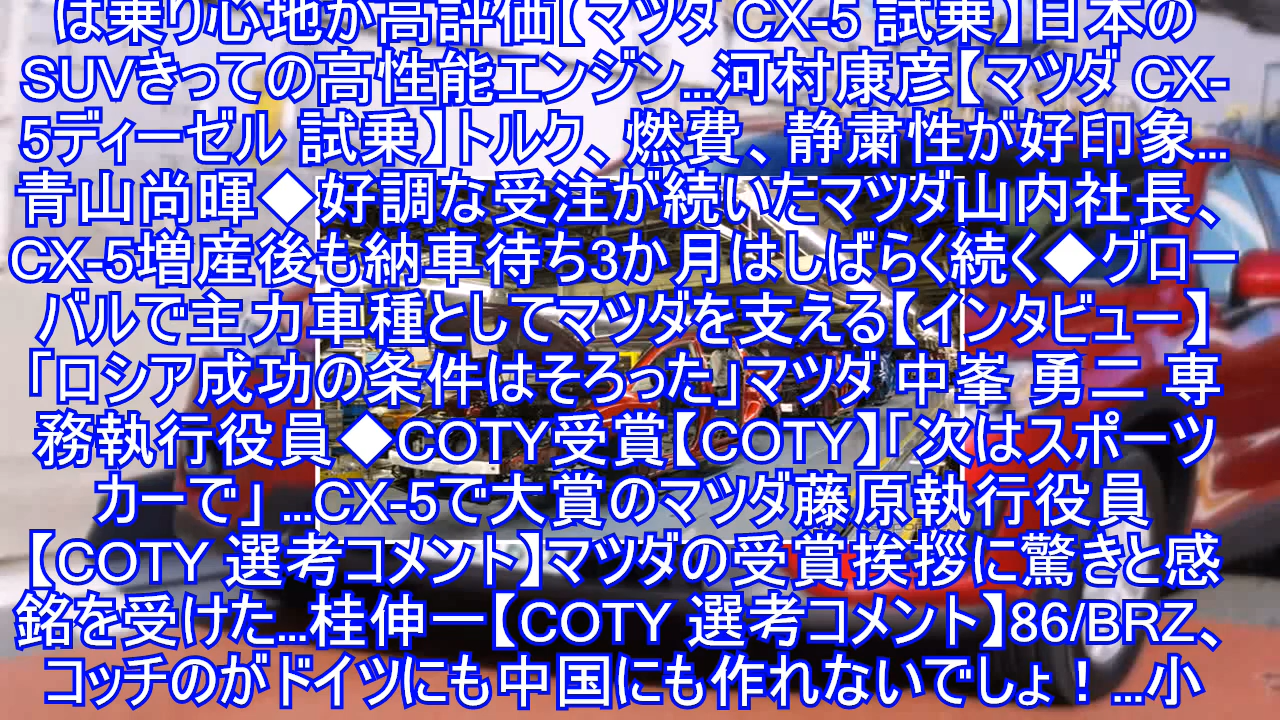 は乗り心地が高評価【マツダ CX-5 試乗】日本の
SUVきっての高性能エンジン...河村康彦【マツダ CX-
5ディーゼル 試乗】トルク、燃費、静粛性が好印象...
青山尚暉◆好調な受注が続いたマツダ山内社長、
CX-5増産後も納車待ち3か月はしばらく続く◆グロー
バルで主力車種としてマツダを支える【インタビュー】
「ロシア成功の条件はそろった」マツダ 中峯 勇二 専
務執行役員◆COTY受賞【COTY】「次はスポーツ
カーで」...CX-5で大賞のマツダ藤原執行役員
【COTY 選考コメント】マツダの受賞挨拶に驚きと感
銘を受けた...桂伸一【COTY 選考コメント】86/BRZ、
コッチのがドイツにも中国にも作れないでしょ！...小